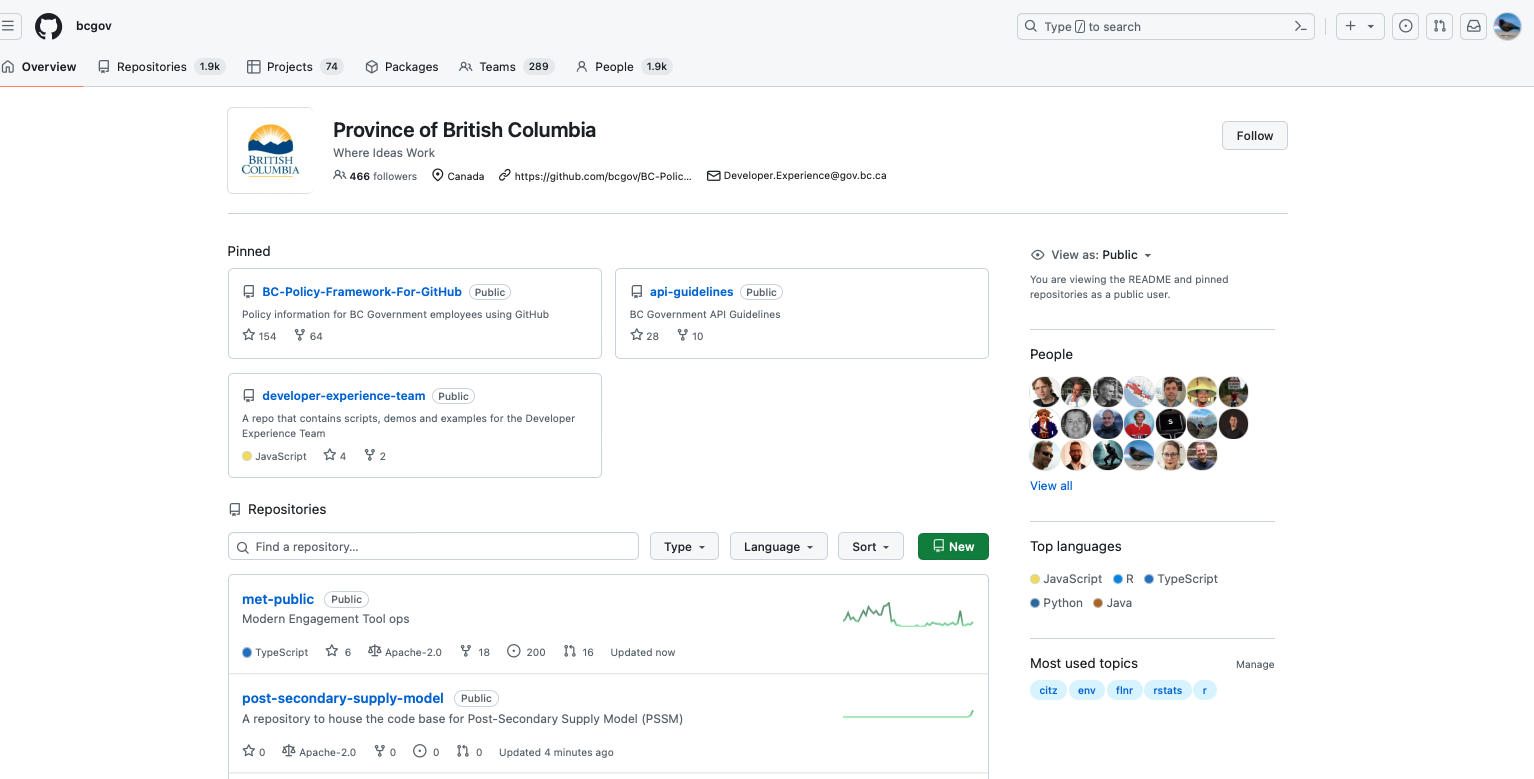 bcgov
Type / to search
Overview Repositories 1.9k Projects 74 Packages Teams 289 People 1.9k
BRITISH
COLUMBIA
Province of British Columbia
Where Ideas Work
466 followers Canada https://github.com/bcgov/BC-Polic... Developer.Experience@gov.bc.ca
Follow
Pinned
BC-Policy-Framework-For-GitHub Public
Policy information for BC Government employees using GitHub
154 64
api-guidelines Public
BC Government API Guidelines
28 10
developer-experience-team Public
A repo that contains scripts, demos and examples for the Developer
Experience Team
JavaScript 4 2
Repositories
Find a repository...
Type Language Sort New
met-public Public
Modern Engagement Tool ops
TypeScript 6 Apache-2.0 18 200 16 Updated now
post-secondary-supply-model Public
A repository to house the code base for Post-Secondary Supply Model (PSSM)
0 Apache-2.0 0 0 0 Updated 4 minutes ago
View as: Public
You are viewing the README and pinned
repositories as a public user.
People
View all
Top languages
JavaScript R TypeScript
Python Java
Most used topics Manage
citz env flnr rstats r